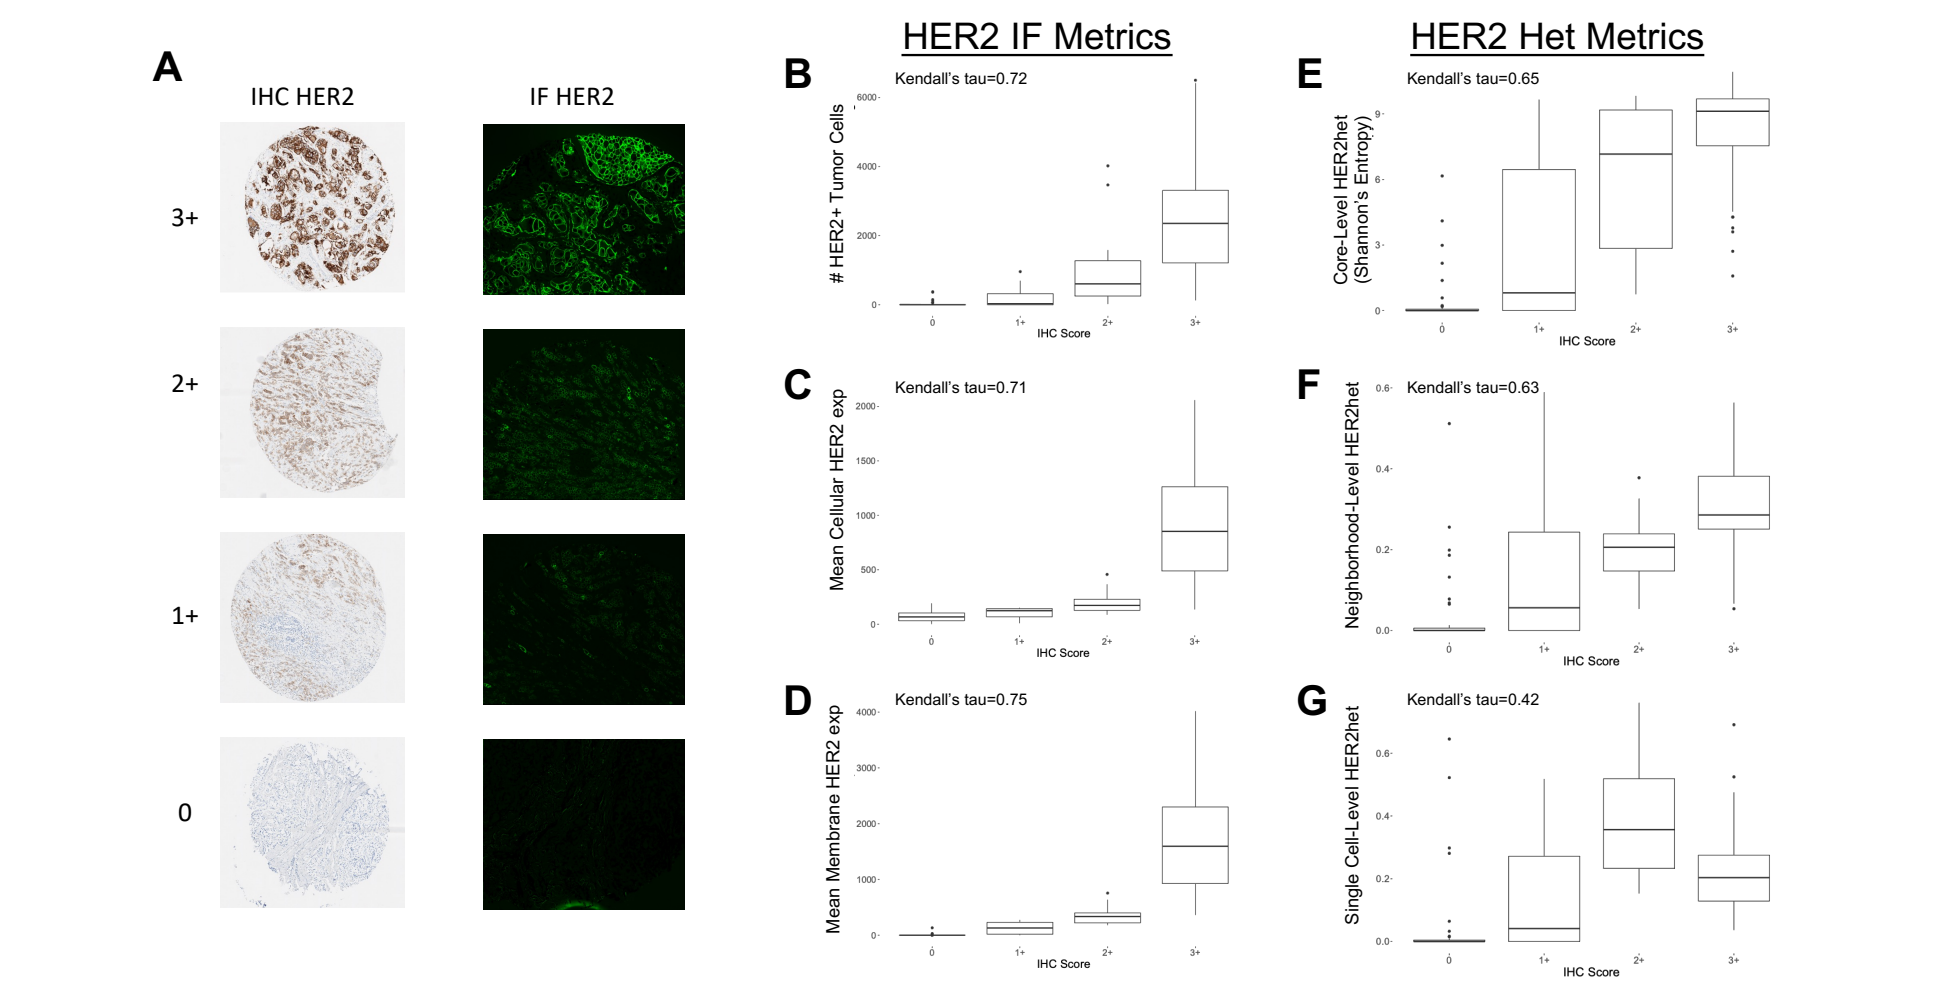 HER2 IF Metrics
HER2 Het Metrics
A
IHC HER2
IF HER2
3+
2+
1+
0
B
Kendall's tau=0.72
# HER2+ Tumor Cells
6000
4000
2000
0
0 1+ 2+ 3+
IHC Score
C
Kendall's tau=0.71
Mean Cellular HER2 exp
2000
1500
1000
500
0
0 1+ 2+ 3+
IHC Score
D
Kendall's tau=0.75
Mean Membrane HER2 exp
4000
3000
2000
1000
0
0 1+ 2+ 3+
IHC Score
E
Kendall's tau=0.65
Core-Level HER2het
(Shannon's Entropy)
9
6
3
0
0 1+ 2+ 3+
IHC Score
F
Kendall's tau=0.63
Neighborhood-Level HER2het
0.6
0.4
0.2
0.0
0 1+ 2+ 3+
IHC Score
G
Kendall's tau=0.42
Single Cell-Level HER2het
0.6
0.4
0.2
0.0
0 1+ 2+ 3+
IHC Score